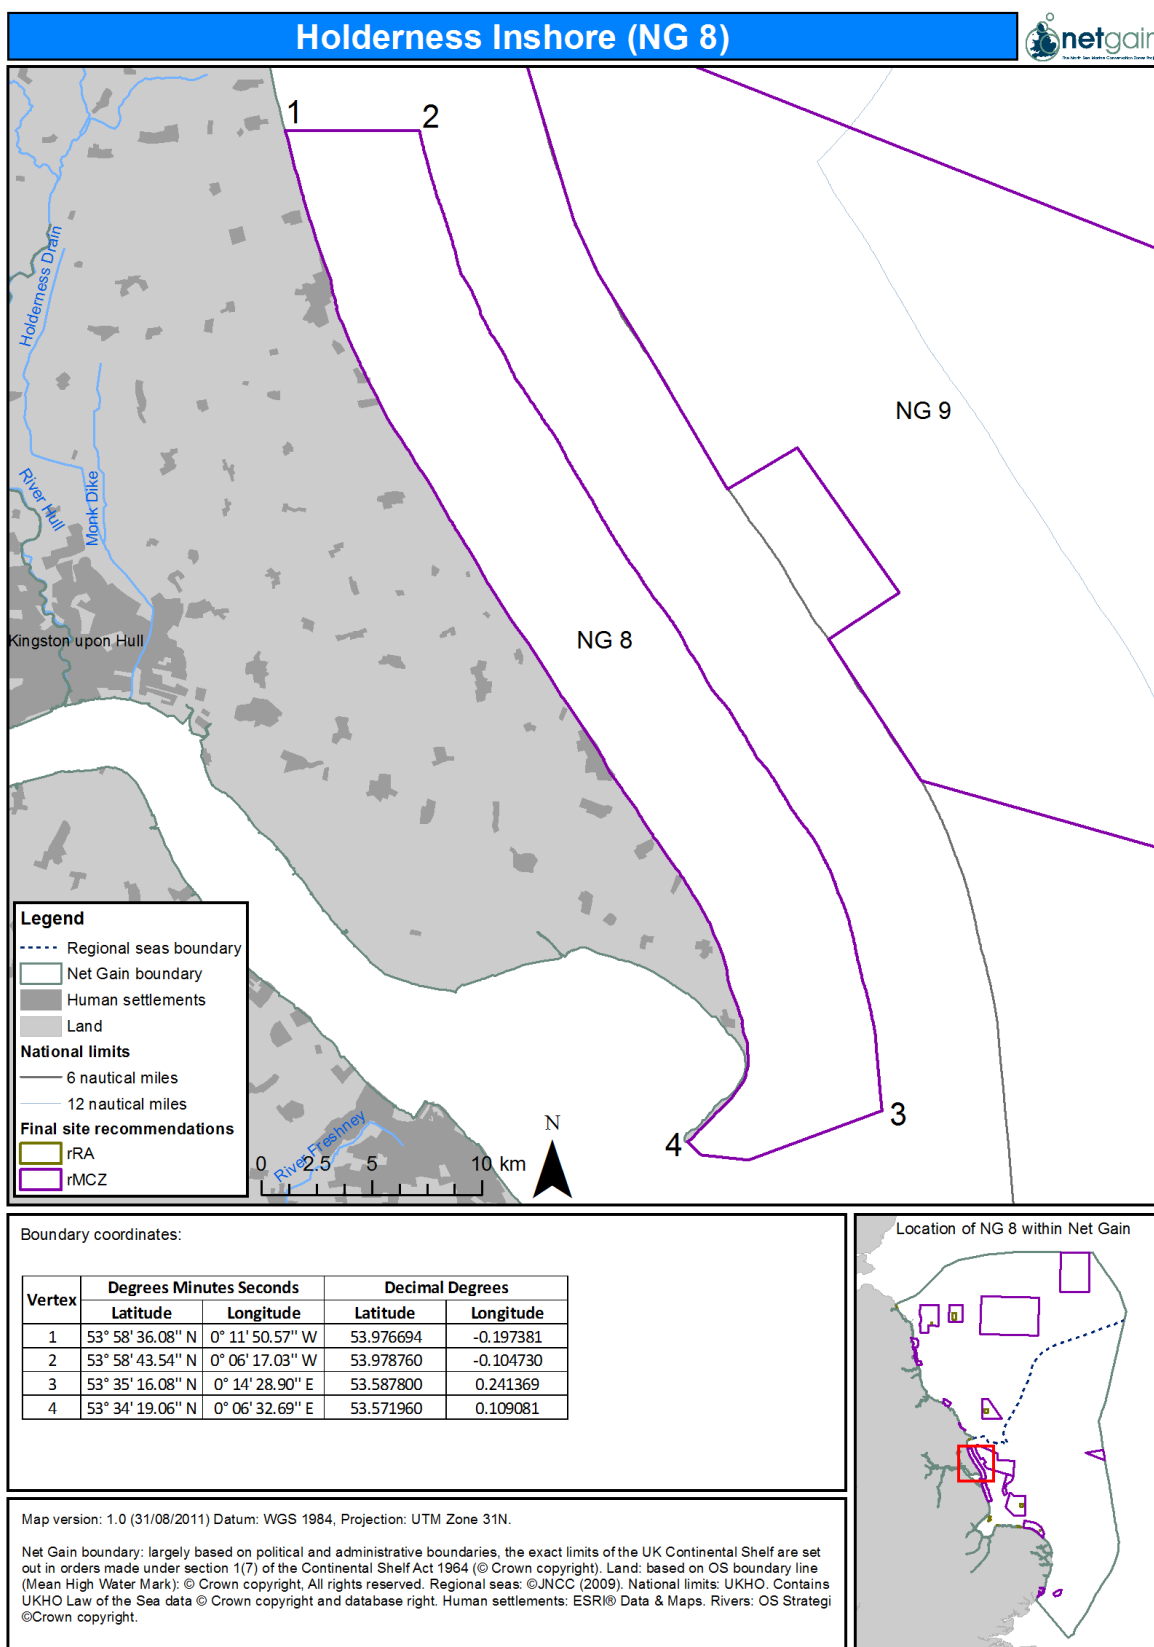 Holderness Inshore (NG 8)
netgain
1
2
Holderness Drain
NG 9
River Hull
Monk Dike
NG 8
Kingston upon Hull
Legend
Regional seas boundary
Net Gain boundary
Human settlements
Land
National limits
6 nautical miles
12 nautical miles
Final site recommendations
rRA
rMCZ
River Freshney
0 2.5 5 10 km
N
3
4
Boundary coordinates:
Vertex Degrees Minutes Seconds Decimal Degrees
Latitude Longitude Latitude Longitude
1 53° 58' 36.08'' N 0° 11' 50.57'' W 53.976694 -0.197381
2 53° 58' 43.54'' N 0° 06' 17.03'' W 53.978760 -0.104730
3 53° 35' 16.08'' N 0° 14' 28.90'' E 53.587800 0.241369
4 53° 34' 19.06'' N 0° 06' 32.69'' E 53.571960 0.109081
Location of NG 8 within Net Gain
Map version: 1.0 (31/08/2011) Datum: WGS 1984, Projection: UTM Zone 31N.
Net Gain boundary: largely based on political and administrative boundaries, the exact limits of the UK Continental Shelf are set
out in orders made under section 1(7) of the Continental Shelf Act 1964 (© Crown copyright). Land: based on OS boundary line
(Mean High Water Mark): © Crown copyright, All rights reserved. Regional seas: ©JNCC (2009). National limits: UKHO. Contains
UKHO Law of the Sea data © Crown copyright and database right. Human settlements: ESRI® Data & Maps. Rivers: OS Strategi
©Crown copyright.